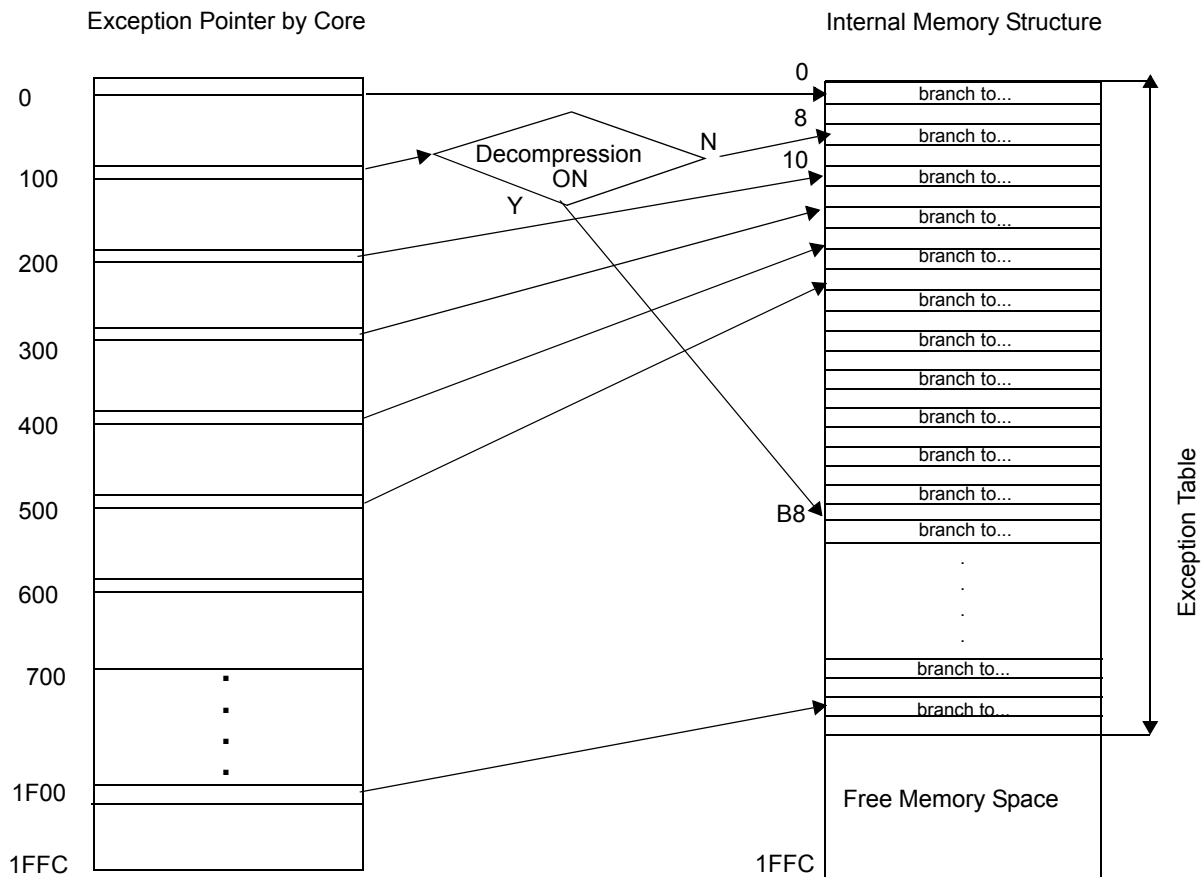 Exception Pointer by Core
0
100
200
300
400
500
600
700
.
.
.
.
1F00
1FFC
Decompression
ON
N
Y
Internal Memory Structure
0
8
10
B8
1FFC
branch to...
branch to...
branch to...
branch to...
branch to...
branch to...
branch to...
branch to...
branch to...
branch to...
branch to...
branch to...
.
.
.
.
branch to...
branch to...
Free Memory Space
Exception Table